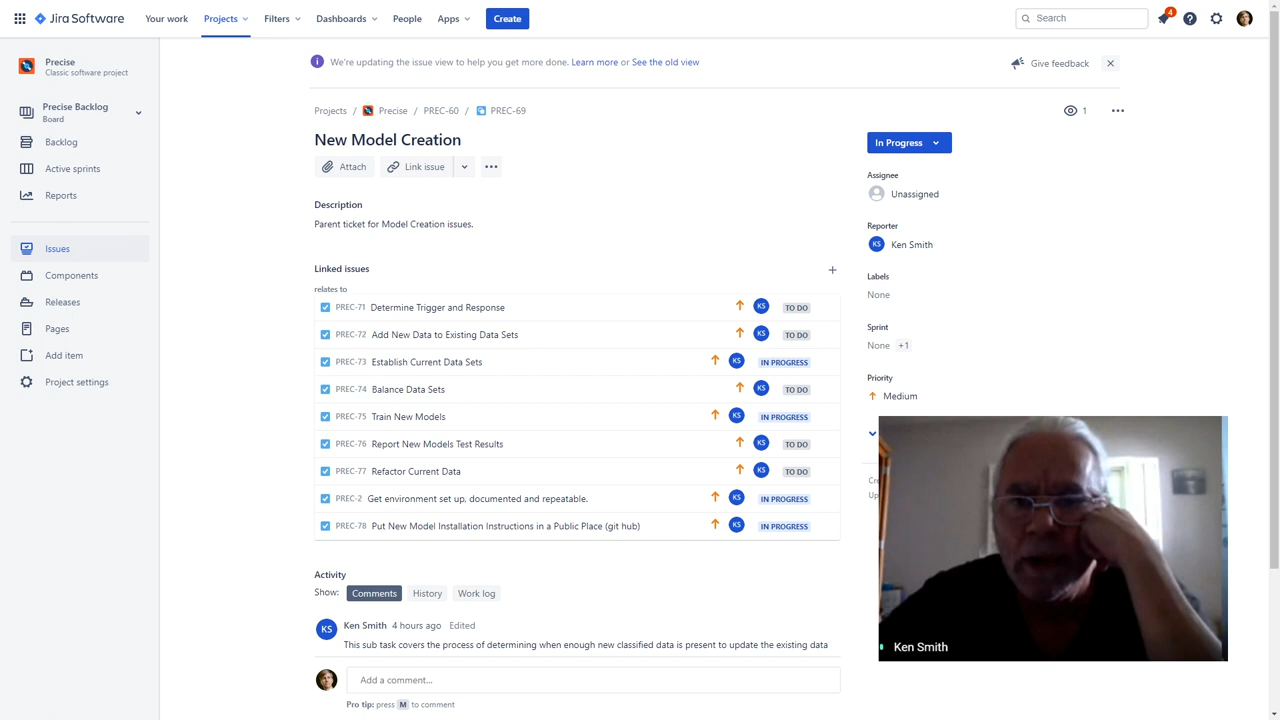 Jira Software
Your work
Projects
Filters
Dashboards
People
Apps
Create
Search
4
Precise
Classic software project
Precise Backlog
Board
Backlog
Active sprints
Reports
Issues
Components
Releases
Pages
Add item
Project settings
We're updating the issue view to help you get more done. Learn more or See the old view
Give feedback
Projects / Precise / PREC-60 / PREC-69
1
New Model Creation
Attach
Link issue
Description
Parent ticket for Model Creation issues.
Linked issues
relates to
PREC-71 Determine Trigger and Response KS TO DO
PREC-72 Add New Data to Existing Data Sets KS TO DO
PREC-73 Establish Current Data Sets KS IN PROGRESS
PREC-74 Balance Data Sets KS TO DO
PREC-75 Train New Models KS IN PROGRESS
PREC-76 Report New Models Test Results KS TO DO
PREC-77 Refactor Current Data KS TO DO
PREC-2 Get environment set up, documented and repeatable. KS IN PROGRESS
PREC-78 Put New Model Installation Instructions in a Public Place (git hub) KS IN PROGRESS
Activity
Show: Comments History Work log
KS Ken Smith 4 hours ago Edited
This sub task covers the process of determining when enough new classified data is present to update the existing data
Add a comment...
Pro tip: press M to comment
In Progress
Assignee
Unassigned
Reporter
KS Ken Smith
Labels
None
Sprint
None +1
Priority
Medium
Ken Smith